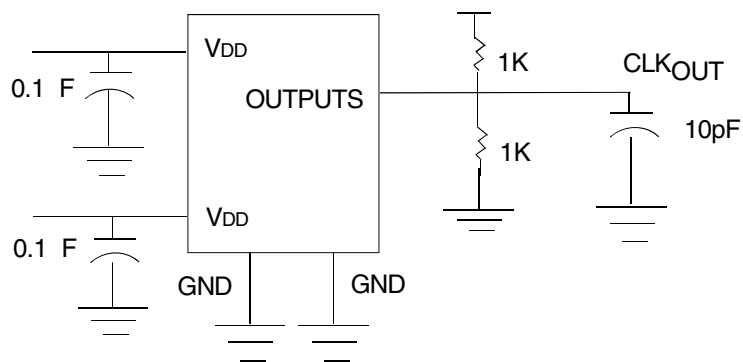 VDD
1K
CLKOUT
0.1 F
OUTPUTS
10pF
1K
VDD
0.1 F
GND
GND